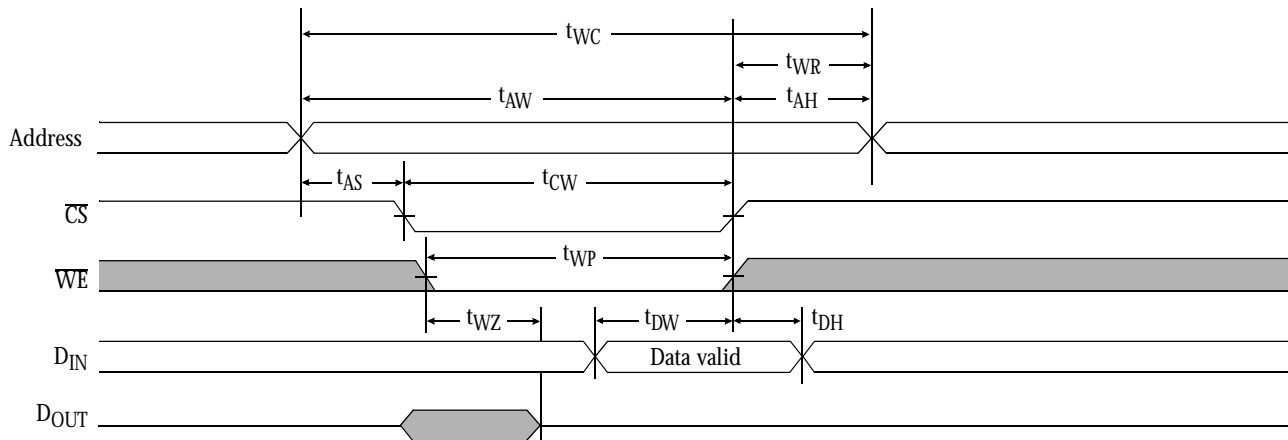 tWC
tWR
tAW tAH
Address
tAS tCW
CS
tWP
WE
tWZ tDW tDH
DIN Data valid
DOUT